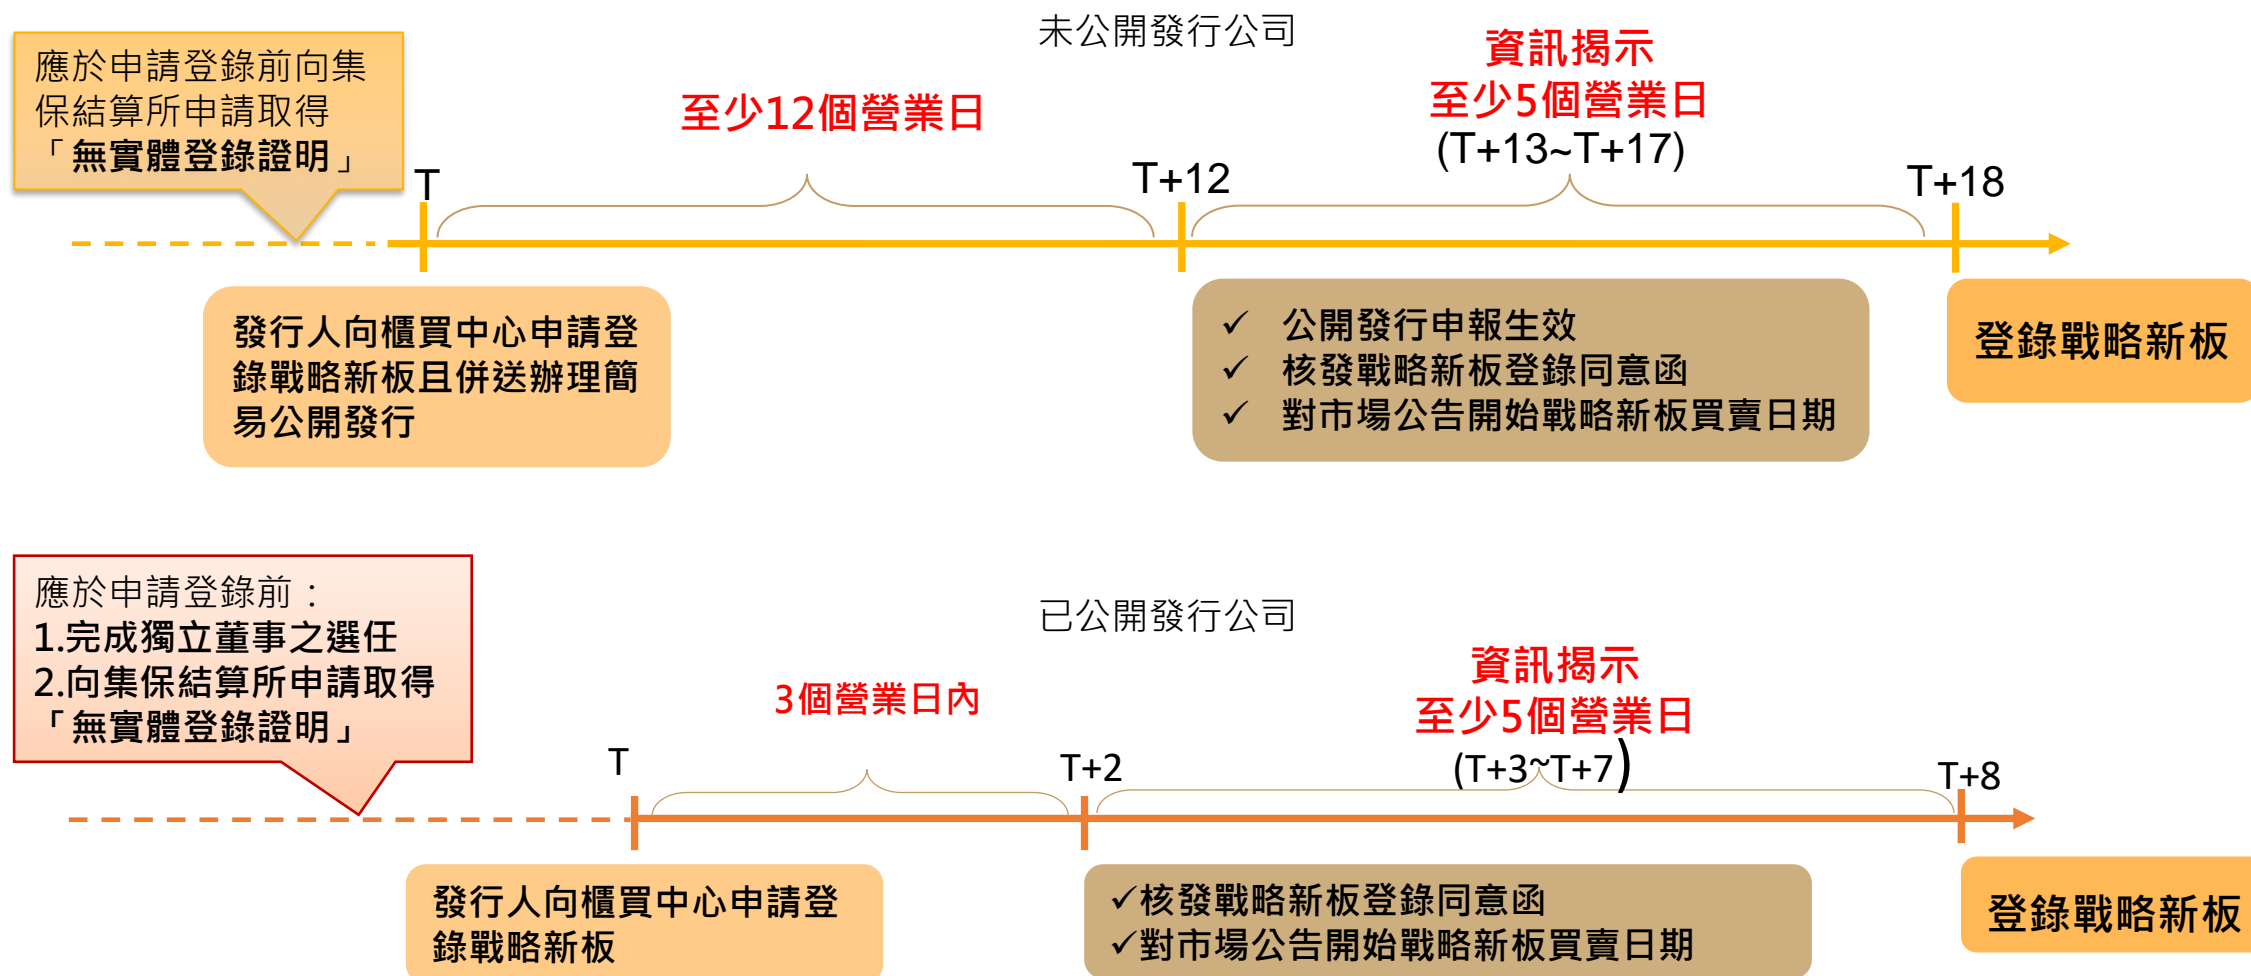 未公開發行公司
應於申請登錄前向集
保結算所申請取得
「無實體登錄證明」
至少12個營業日
資訊揭示
至少5個營業日
(T+13~T+17)
T
T+12
T+18
發行人向櫃買中心申請登
錄戰略新板且併送辦理簡
易公開發行
✓ 公開發行申報生效
✓ 核發戰略新板登錄同意函
✓ 對市場公告開始戰略新板買賣日期
登錄戰略新板
已公開發行公司
應於申請登錄前：
1.完成獨立董事之選任
2.向集保結算所申請取得
「無實體登錄證明」
3個營業日內
資訊揭示
至少5個營業日
(T+3~T+7)
T
T+2
T+8
發行人向櫃買中心申請登
錄戰略新板
✓核發戰略新板登錄同意函
✓對市場公告開始戰略新板買賣日期
登錄戰略新板